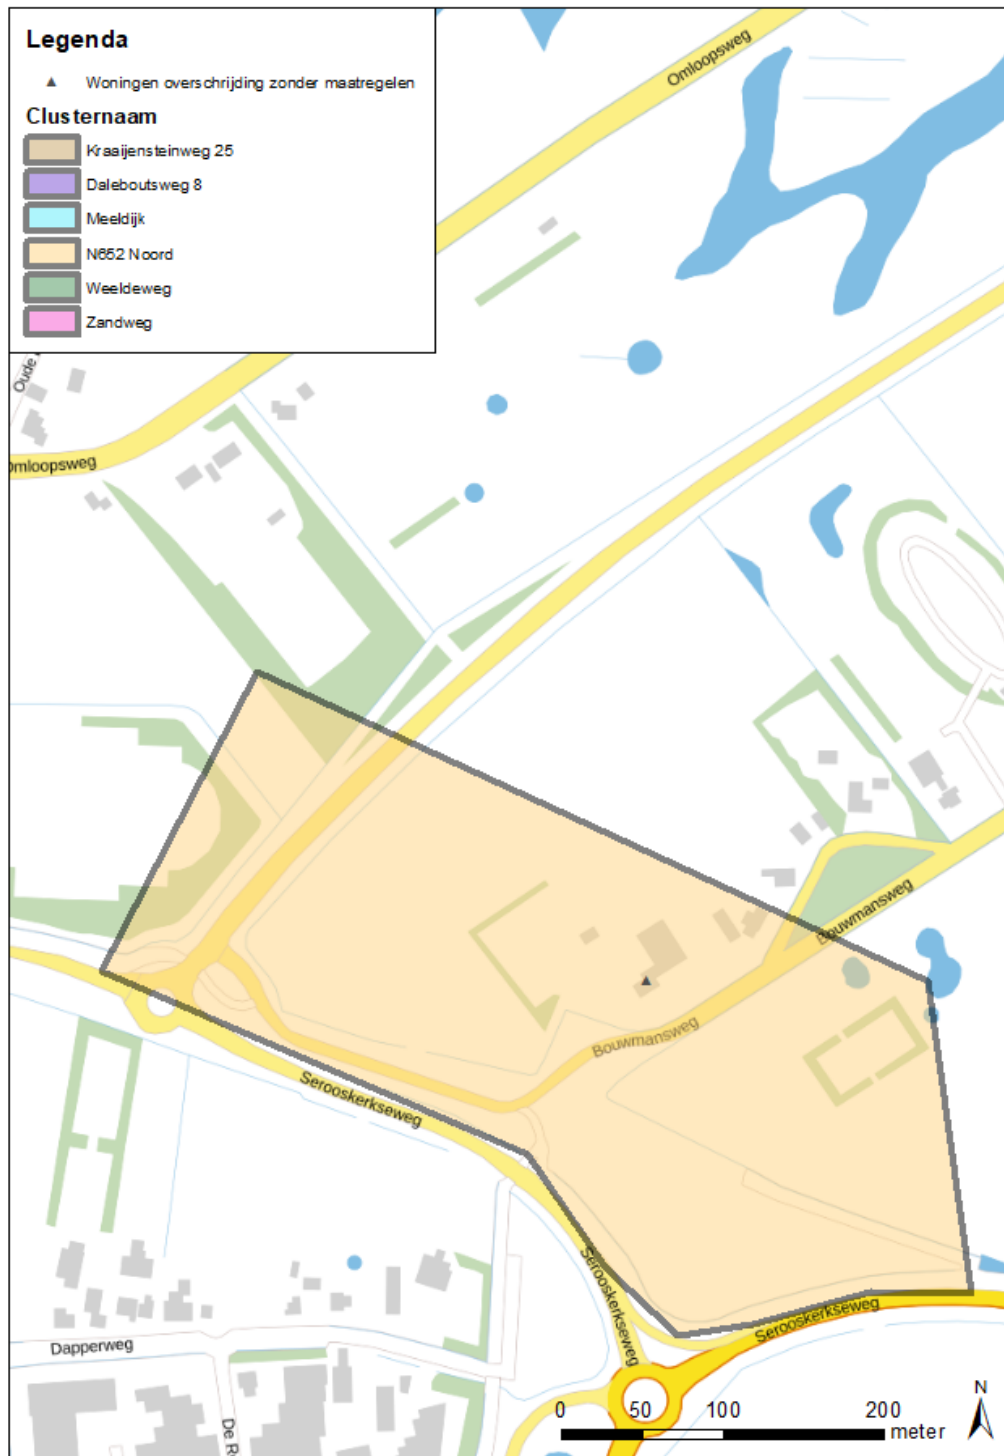 Legenda
Woningen overschrijding zonder maatregelen
Clusternaam
Kraaijensteinweg 25
Daleboutsweg 8
Meeldijk
N652 Noord
Weeldeweg
Zandweg
Omloopsweg
Oude
Omloopsweg
Bouwmansweg
Bouwmansweg
Serooskerkseweg
Serooskerkseweg
Serooskerkseweg
Dapperweg
De R
0 50 100 200
meter
N